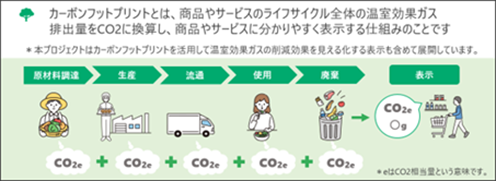 カーボンフットプリントとは、商品やサービスのライフサイクル全体の温室効果ガス
排出量をCO2に換算し、商品やサービスに分かりやすく表示する仕組みのことです
*本プロジェクトはカーボンフットプリントを活用して温室効果ガスの削減効果を見える化する表示も含めて展開しています。
原材料調達 生産 流通 使用 廃棄 表示
CO2e
0g
CO2e + CO2e + CO2e + CO2e + CO2e
*eはCO2相当量という意味です。